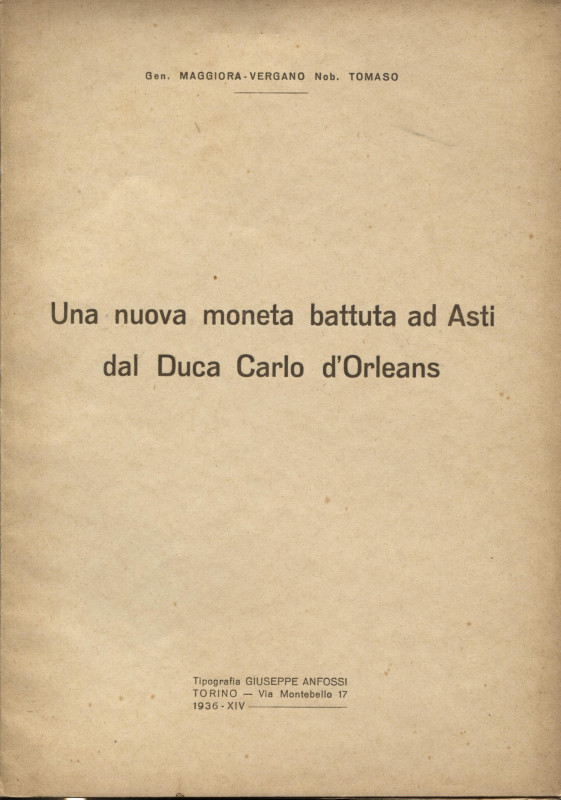 Gen. MAGGIORA-VERGANO Nob. TOMASO
Una nuova moneta battuta ad Asti
dal Duca Carlo d'Orleans
Tipografia GIUSEPPE ANFOSSI
TORINO — Via Montebello 17
1936-XIV